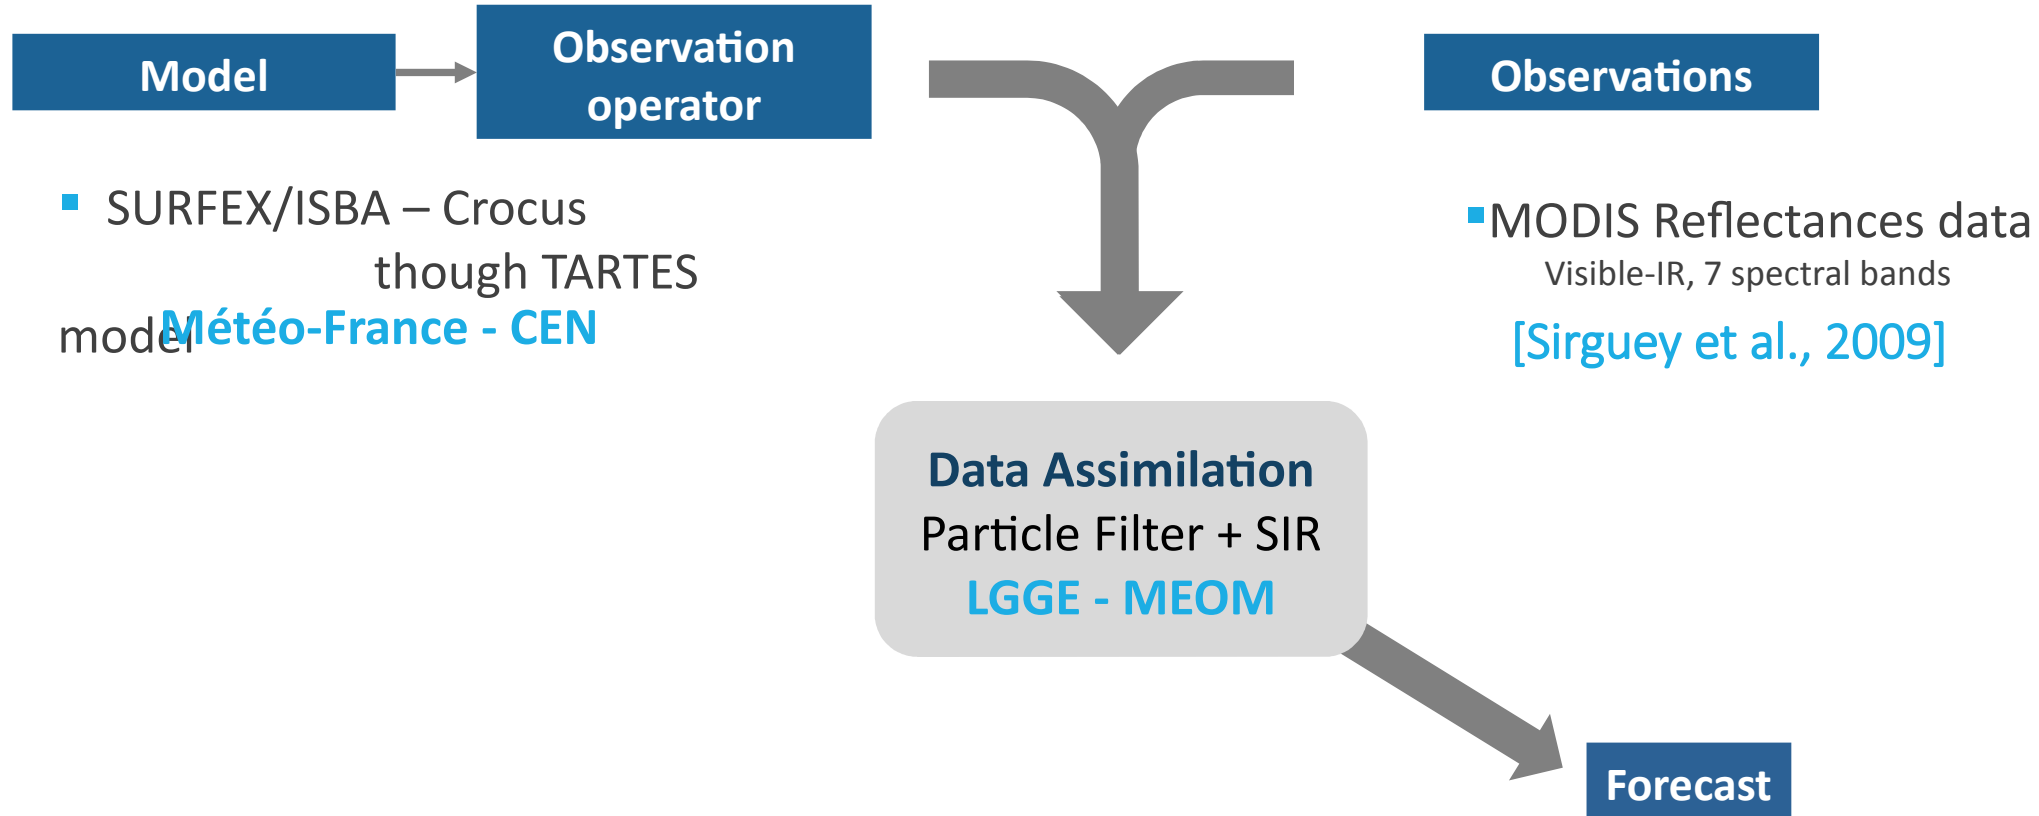 Model
Observation
operator
Observations
SURFEX/ISBA – Crocus
though TARTES
model
Météo-France - CEN
MODIS Reflectances data
Visible-IR, 7 spectral bands
[Sirguey et al., 2009]
Data Assimilation
Particle Filter + SIR
LGGE - MEOM
Forecast